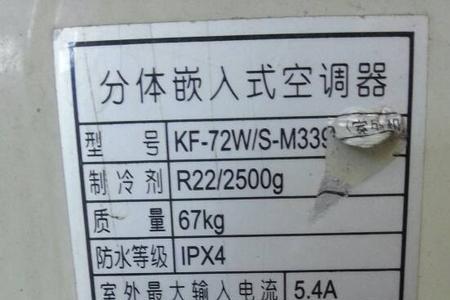 分体嵌入式空调器
型 号 KF-72W/S-M339
制冷剂 R22/2500g
质 量 67kg
防水等级 IPX4
室外最大输入电流 5.4A